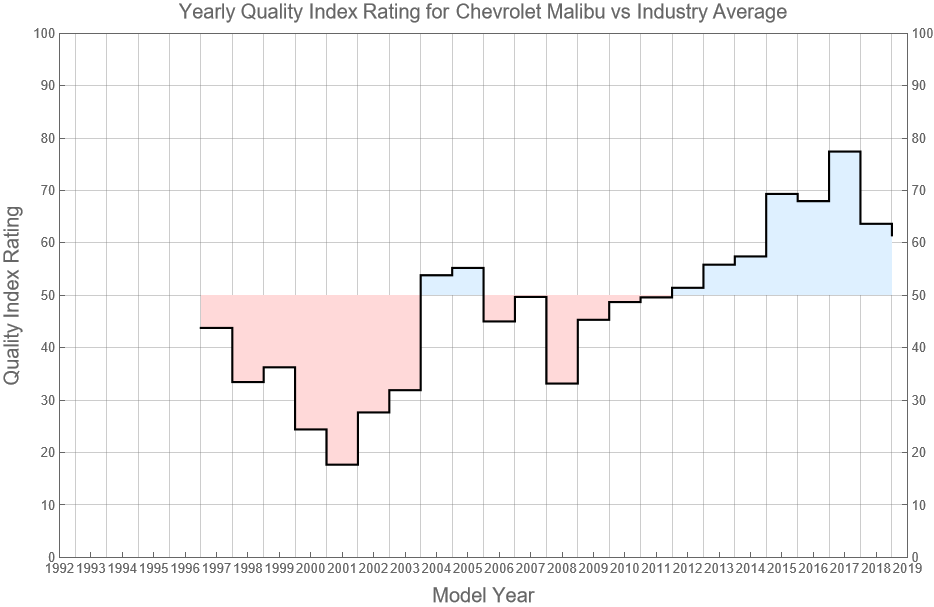 Yearly Quality Index Rating for Chevrolet Malibu vs Industry Average
100 100
90 90
80 80
70 70
60 60
50 50
40 40
30 30
20 20
10 10
0 0
Quality Index Rating
1992 1993 1994 1995 1996 1997 1998 1999 2000 2001 2002 2003 2004 2005 2006 2007 2008 2009 2010 2011 2012 2013 2014 2015 2016 2017 2018 2019
Model Year